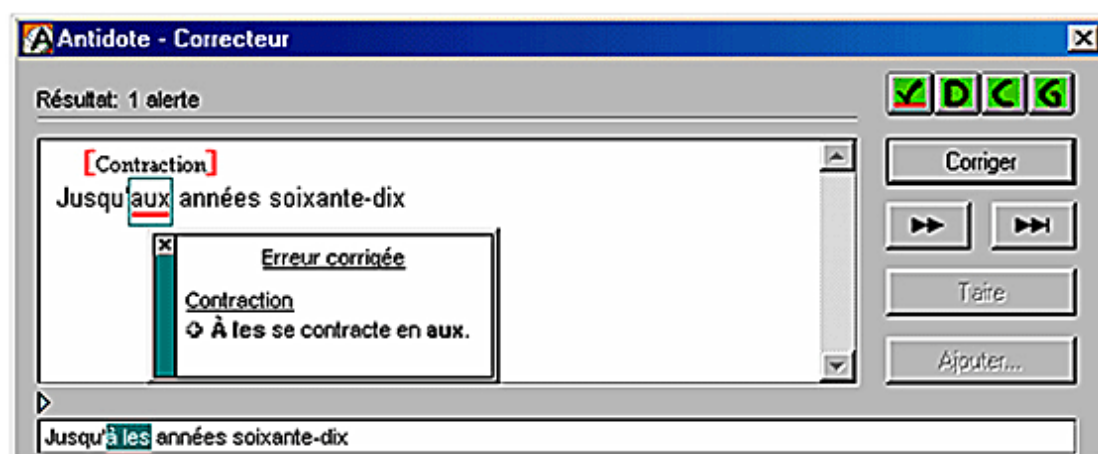 Antidote - Correcteur
Résultat: 1 alerte
D C G
[Contraction]
Jusqu'aux années soixante-dix
Erreur corrigée
Contraction
À les se contracte en aux.
Corriger
Taire
Ajouter...
Jusqu'à les années soixante-dix